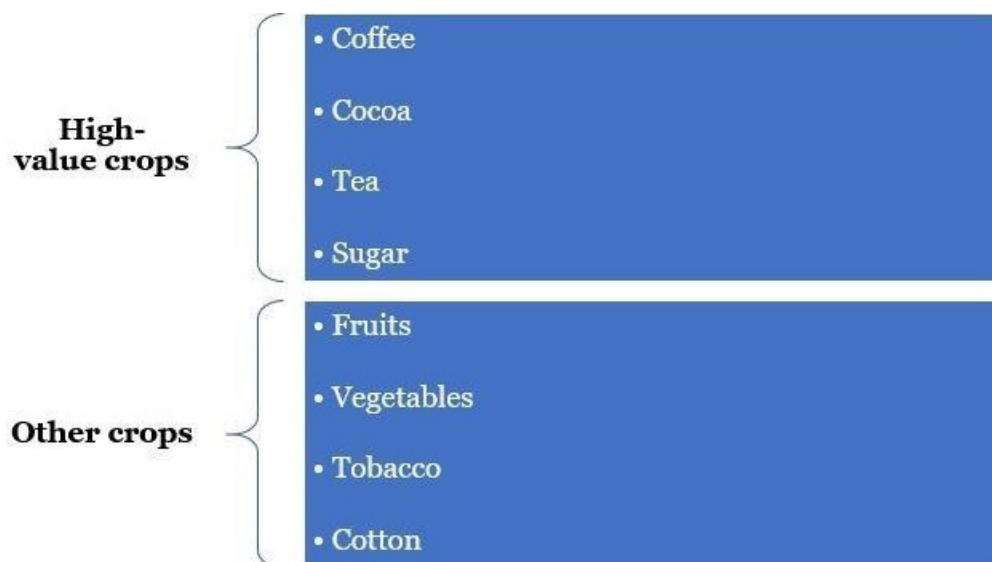 High-
value crops
• Coffee
• Cocoa
• Tea
• Sugar
Other crops
• Fruits
• Vegetables
• Tobacco
• Cotton